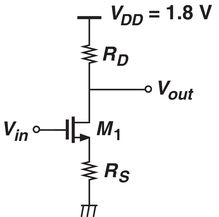 V_DD = 1.8 V
R_D
V_out
V_in
M_1
R_S